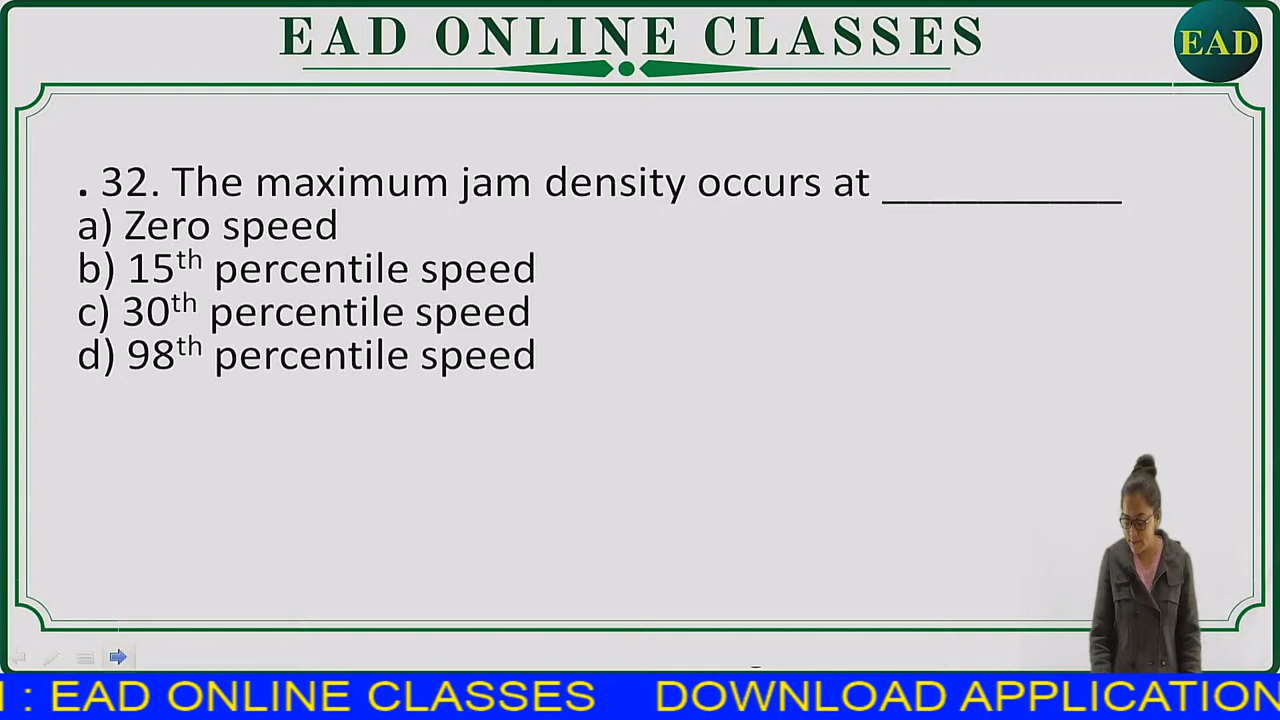 EAD ONLINE CLASSES
EAD
. 32. The maximum jam density occurs at ___________
a) Zero speed
b) 15th percentile speed
c) 30th percentile speed
d) 98th percentile speed
: EAD ONLINE CLASSES DOWNLOAD APPLICATION